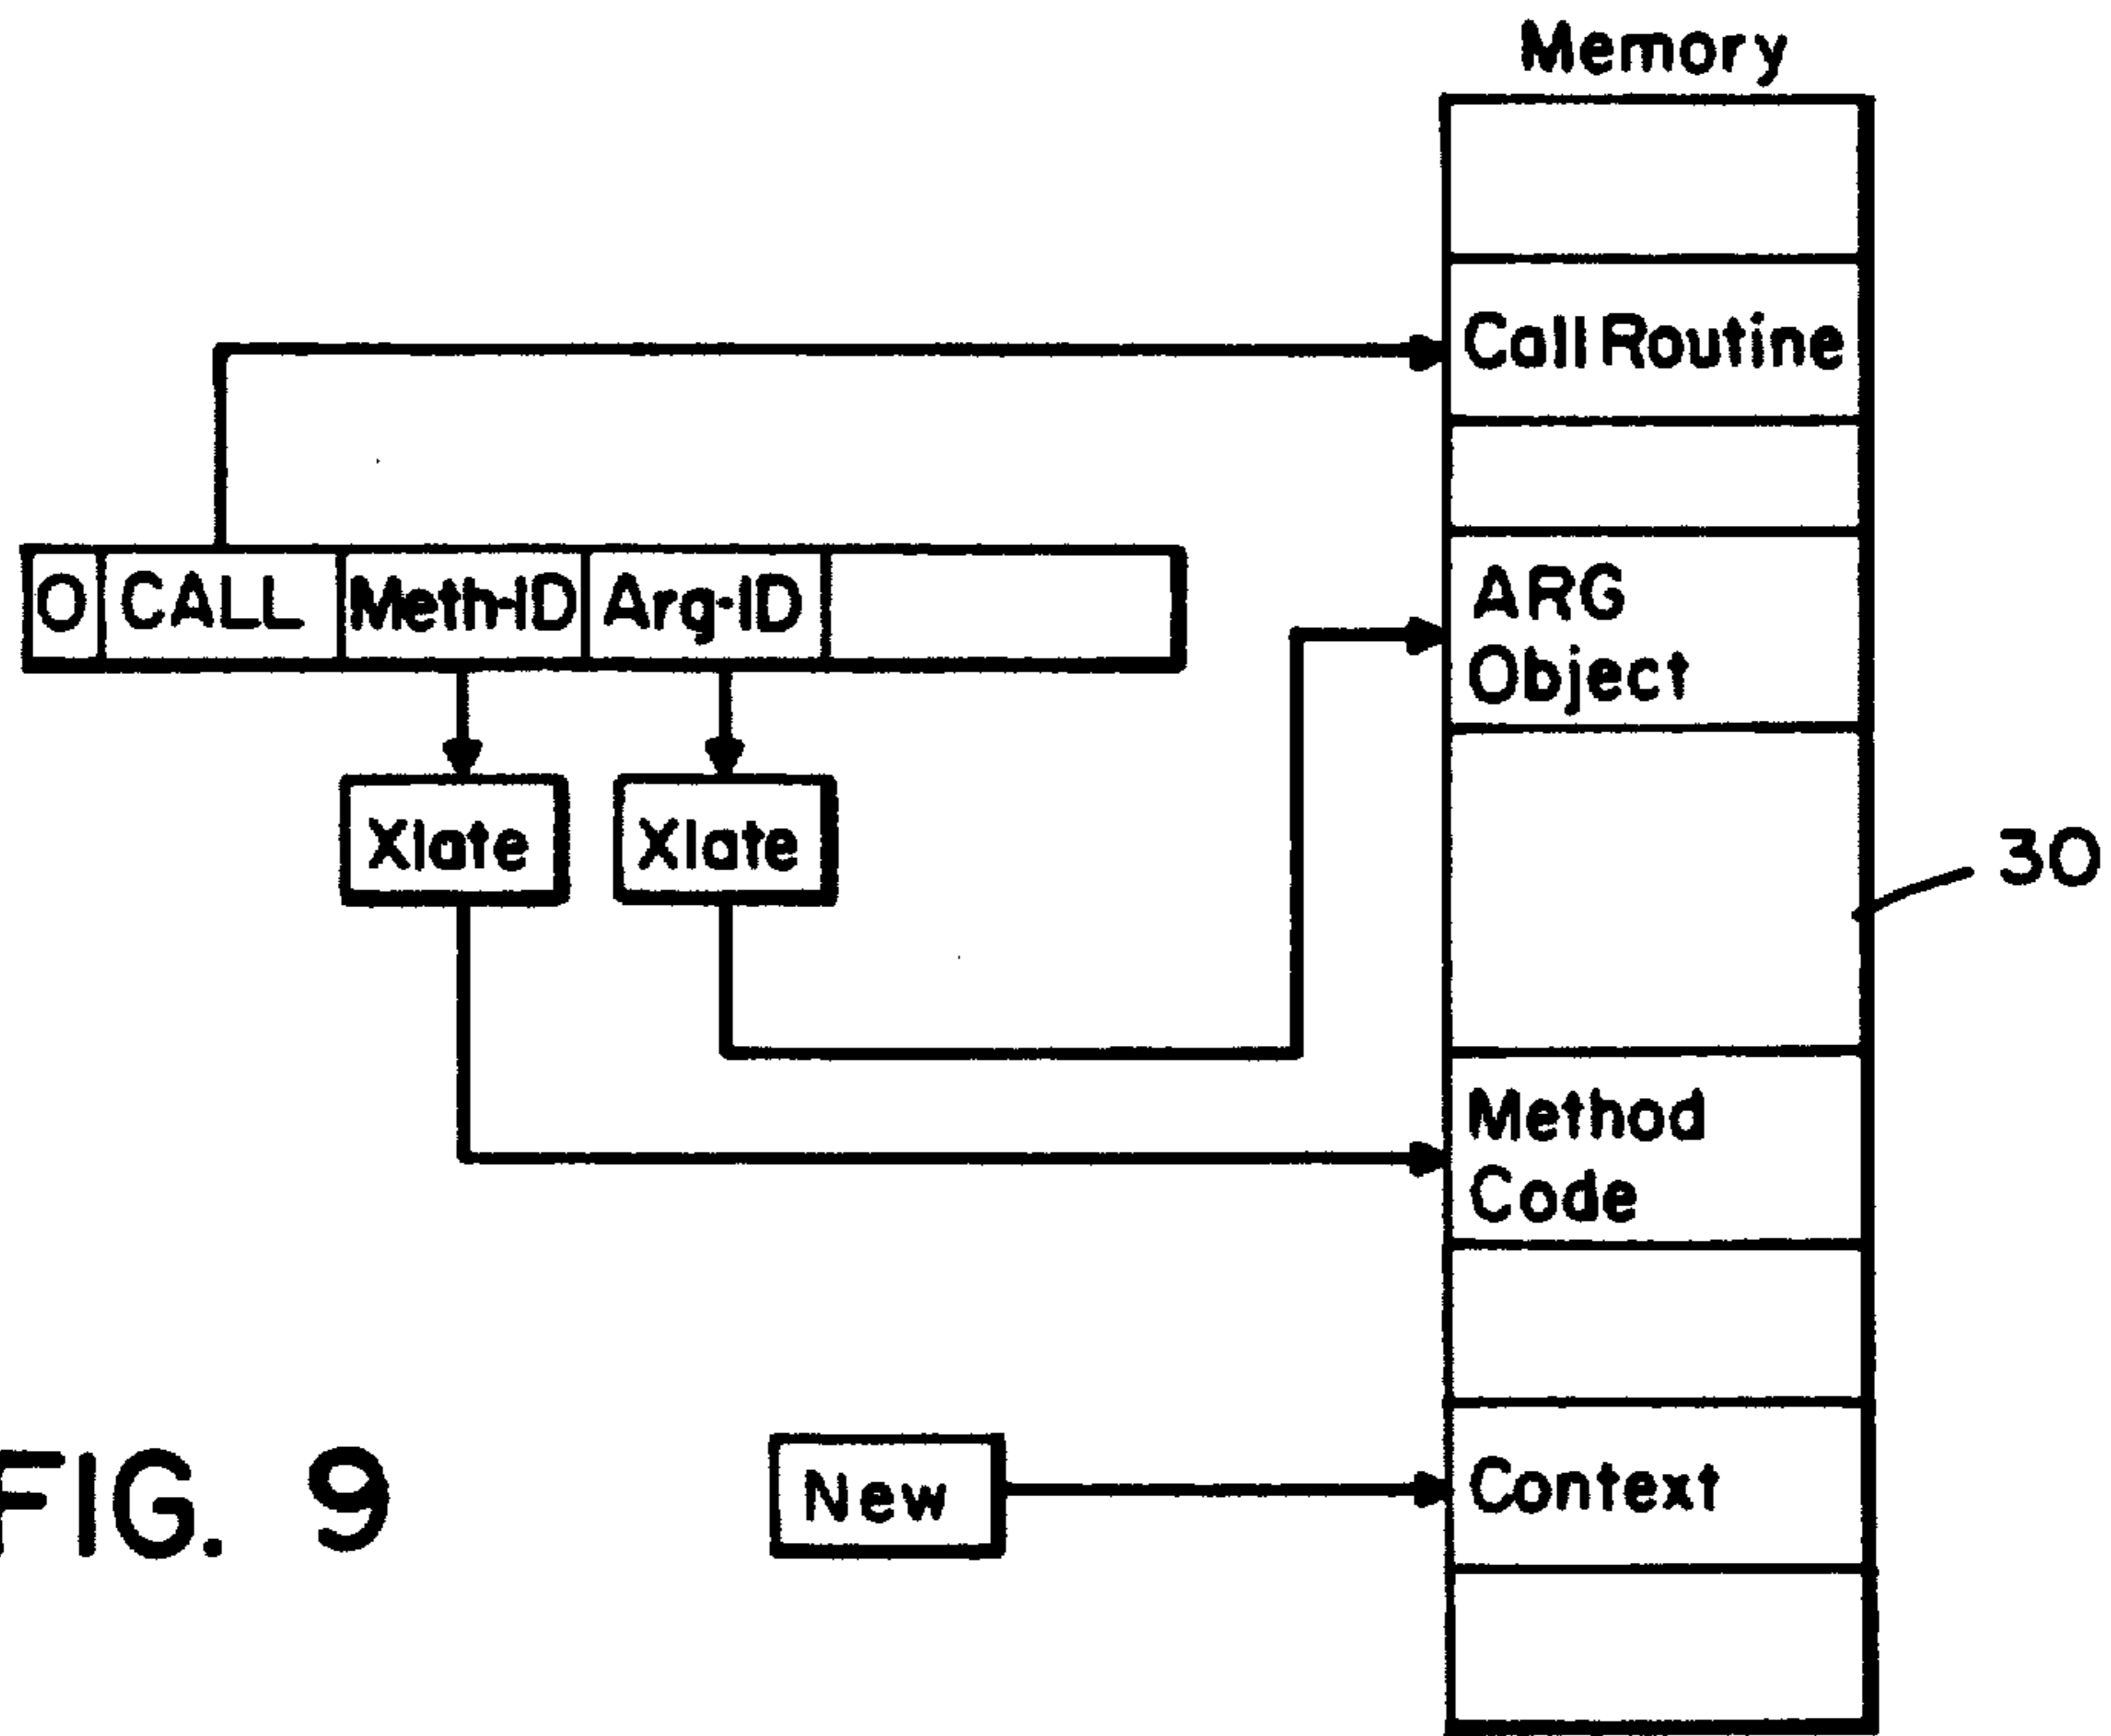 Memory
Call Routine
O CALL Meth-ID Arg-ID
ARG
Object
Xlate Xlate
30
Method
Code
New
Context
FIG. 9